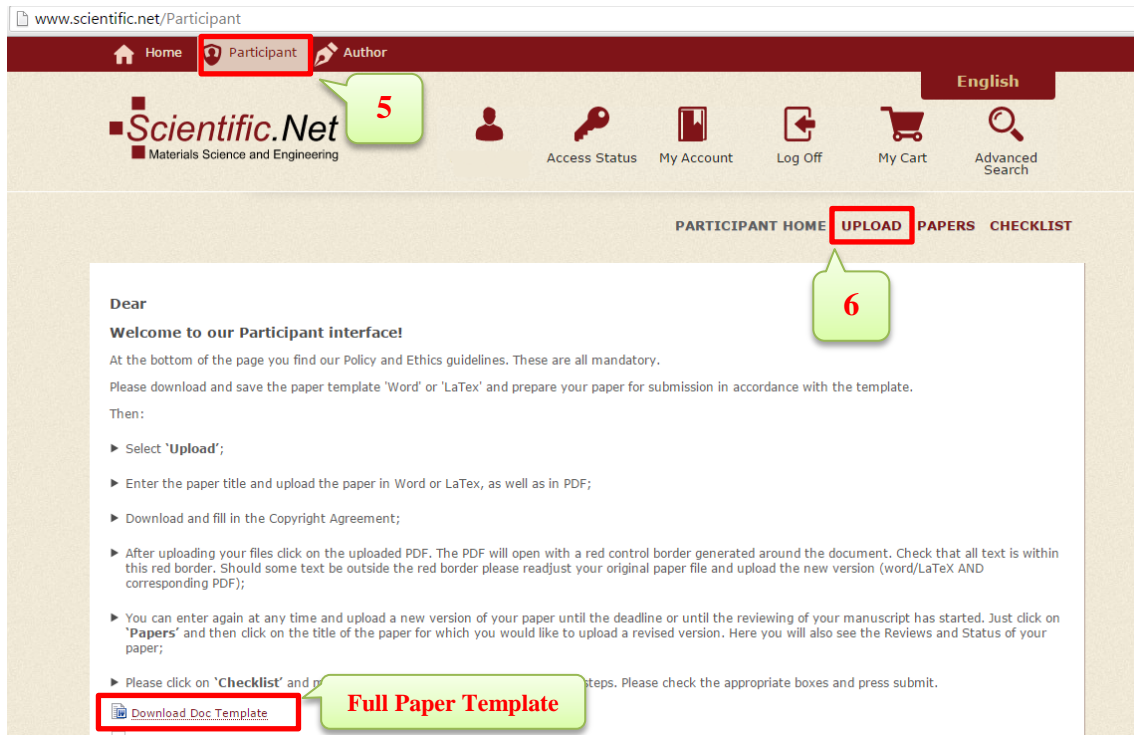 www.scientific.net/Participant
Home Participant Author
5
English
Scientific.Net
Materials Science and Engineering
Access Status My Account Log Off My Cart Advanced
Search
PARTICIPANT HOME UPLOAD PAPERS CHECKLIST
6
Dear
Welcome to our Participant interface!
At the bottom of the page you find our Policy and Ethics guidelines. These are all mandatory.
Please download and save the paper template 'Word' or 'LaTex' and prepare your paper for submission in accordance with the template.
Then:
► Select `Upload´;
► Enter the paper title and upload the paper in Word or LaTex, as well as in PDF;
► Download and fill in the Copyright Agreement;
► After uploading your files click on the uploaded PDF. The PDF will open with a red control border generated around the document. Check that all text is within
this red border. Should some text be outside the red border please readjust your original paper file and upload the new version (word/LaTeX AND
corresponding PDF);
► You can enter again at any time and upload a new version of your paper until the deadline or until the reviewing of your manuscript has started. Just click on
`Papers´ and then click on the title of the paper for which you would like to upload a revised version. Here you will also see the Reviews and Status of your
paper;
► Please click on `Checklist´ and steps. Please check the appropriate boxes and press submit.
Download Doc Template
Full Paper Template